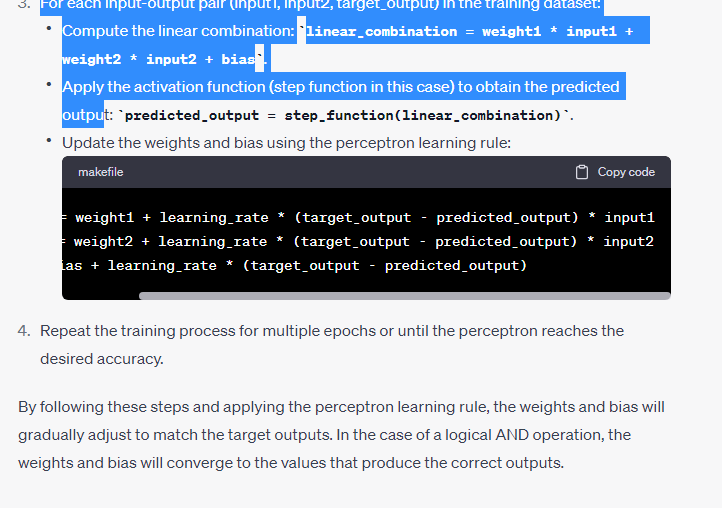 3. For each input-output pair (input1, input2, target_output) in the training dataset:
• Compute the linear combination: `linear_combination = weight1 * input1 +
weight2 * input2 + bias`.
• Apply the activation function (step function in this case) to obtain the predicted
output: `predicted_output = step_function(linear_combination)`.
• Update the weights and bias using the perceptron learning rule:
makefile Copy code
= weight1 + learning_rate * (target_output - predicted_output) * input1
= weight2 + learning_rate * (target_output - predicted_output) * input2
ias + learning_rate * (target_output - predicted_output)
4. Repeat the training process for multiple epochs or until the perceptron reaches the
desired accuracy.
By following these steps and applying the perceptron learning rule, the weights and bias will
gradually adjust to match the target outputs. In the case of a logical AND operation, the
weights and bias will converge to the values that produce the correct outputs.